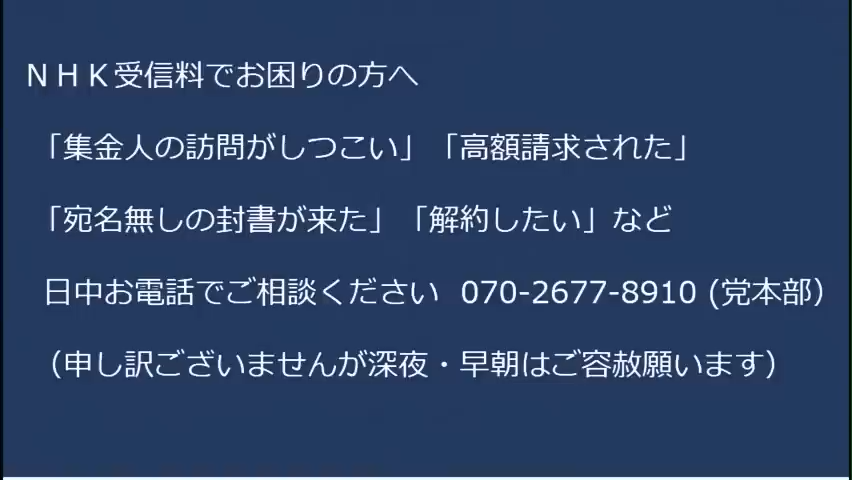 ＮＨＫ受信料でお困りの方へ
「集金人の訪問がしつこい」「高額請求された」
「宛名無しの封書が来た」「解約したい」など
日中お電話でご相談ください 070-2677-8910 (党本部）
（申し訳ございませんが深夜・早朝はご容赦願います）